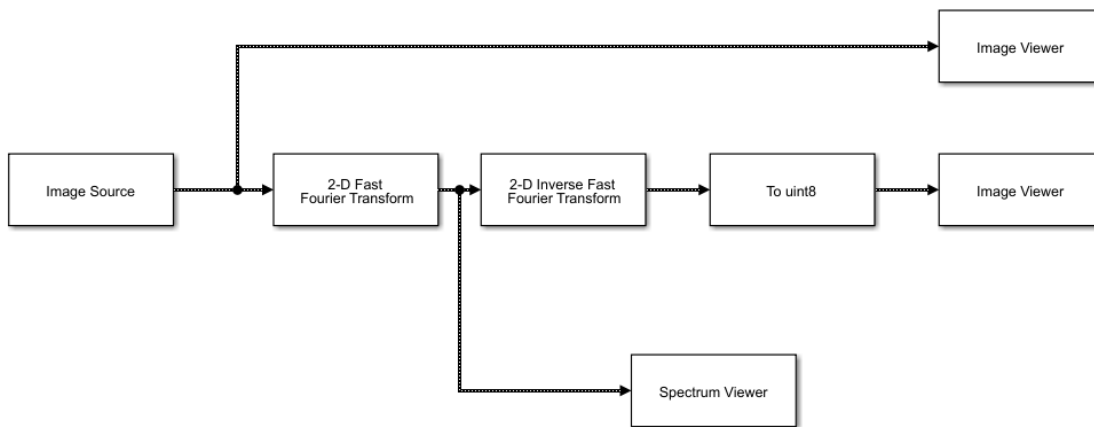 Image Viewer
Image Source
2-D Fast
Fourier Transform
2-D Inverse Fast
Fourier Transform
To uint8
Image Viewer
Spectrum Viewer